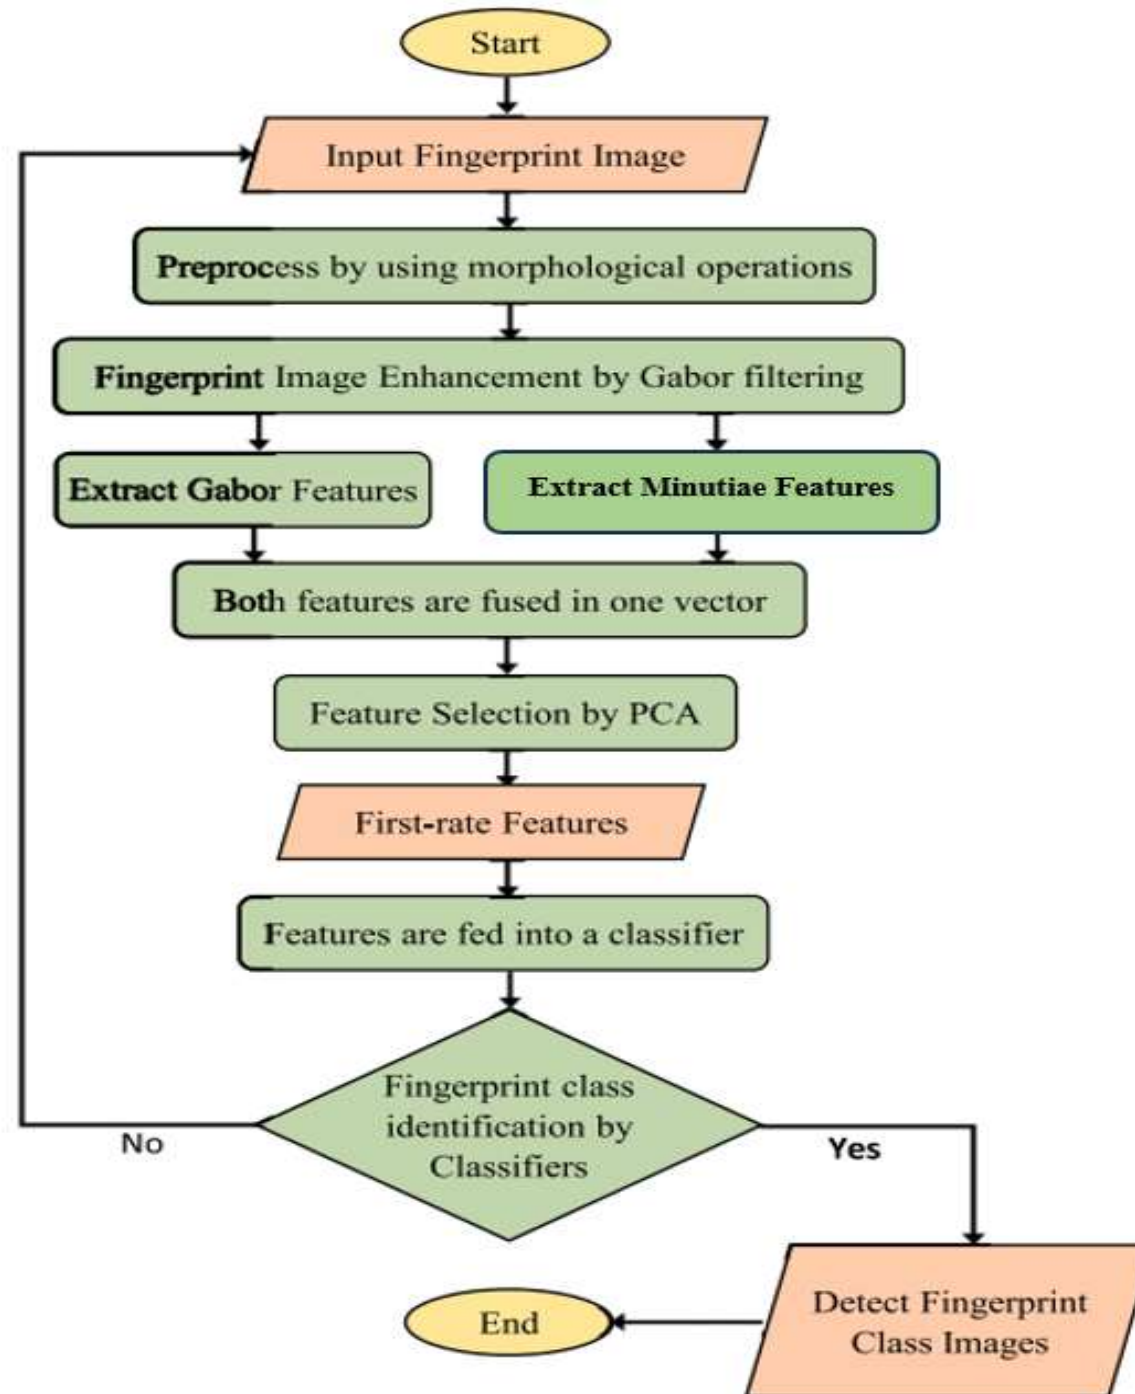 Start
Input Fingerprint Image
Preprocess by using morphological operations
Fingerprint Image Enhancement by Gabor filtering
Extract Gabor Features
Extract Minutiae Features
Both features are fused in one vector
Feature Selection by PCA
First-rate Features
Features are fed into a classifier
Fingerprint class
identification by
Classifiers
No
Yes
Detect Fingerprint
Class Images
End